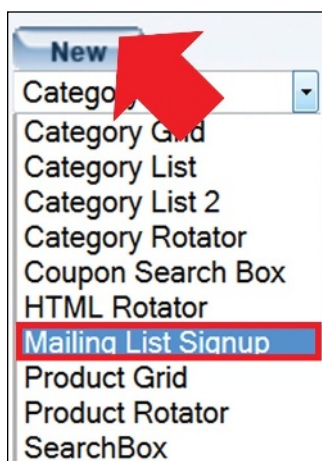 New
Category Grid
Category List
Category List 2
Category Rotator
Coupon Search Box
HTML Rotator
Mailing List Signup
Product Grid
Product Rotator
SearchBox